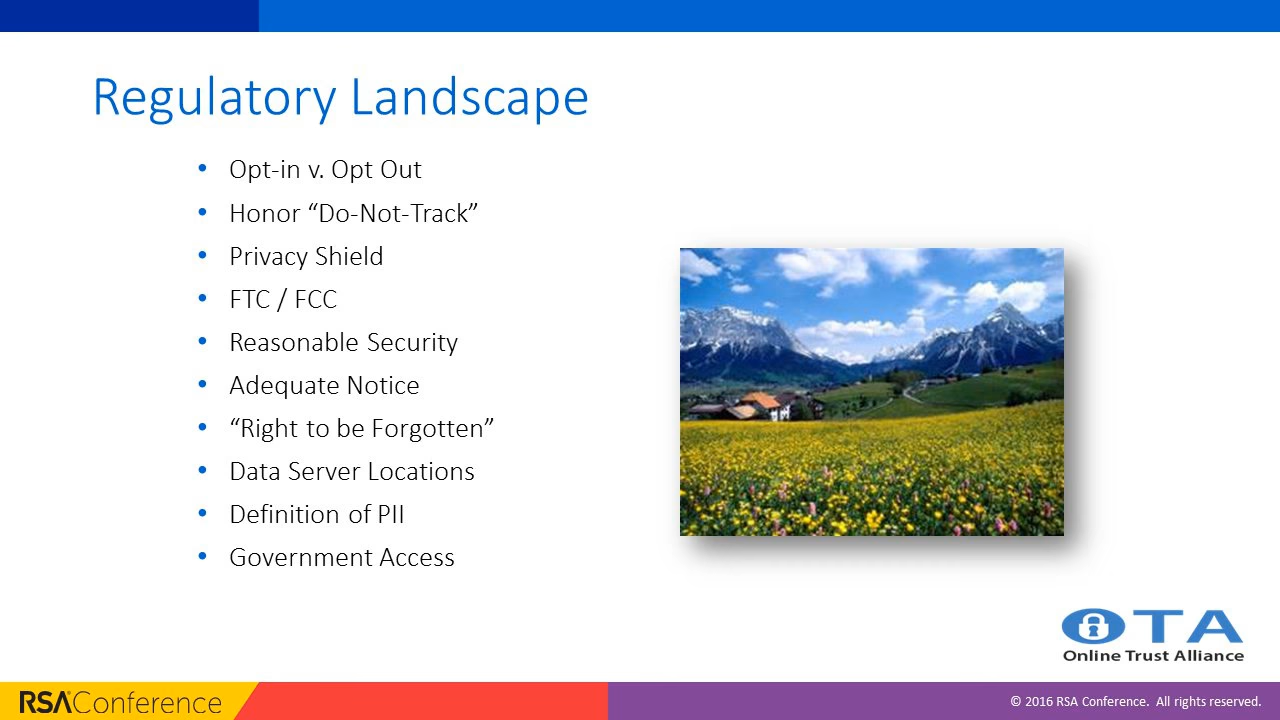 Regulatory Landscape
• Opt-in v. Opt Out
• Honor “Do-Not-Track”
• Privacy Shield
• FTC / FCC
• Reasonable Security
• Adequate Notice
• “Right to be Forgotten”
• Data Server Locations
• Definition of PII
• Government Access
OTA
Online Trust Alliance
RSA Conference
© 2016 RSA Conference. All rights reserved.